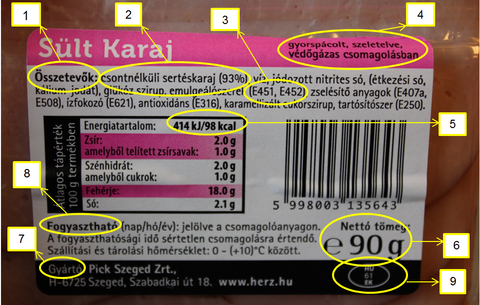 1
2
3
4
Sült Karaj
gyorspácolt, szeletelve,
védőgázas csomagolásban
Összetevők: csontnélküli sertéskaraj (93%), víz, jódozott nitrites só, (étkezési só,
kálium-jodát), glükóz szirup, emulgeálószerek (E451, E452), zselésítő anyagok (E407a,
E508), ízfokozó (E621), antioxidáns (E316), karamellizált cukorszirup, tartósítószer (E250).
Átlagos tápérték
100 g termékben
Energiatartalom: 414 kJ/98 kcal
Zsír: 2.0 g
amelyből telített zsírsavak: 1.0 g
Szénhidrát: 2.0 g
amelyből cukrok: 1.0 g
Fehérje: 18.0 g
Só: 2.1 g
5 998003 135643
5
8
Fogyasztható (nap/hó/év): jelölve a csomagolóanyagon.
A fogyaszthatósági idő sértetlen csomagolásra értendő.
Szállítási és tárolási hőmérséklet: 0 – (+10)°C között.
Nettó tömeg:
e 90 g
6
7
Gyártó: Pick Szeged Zrt.,
H-6725 Szeged, Szabadkai út 18. www.herz.hu
HU
61
EK
9